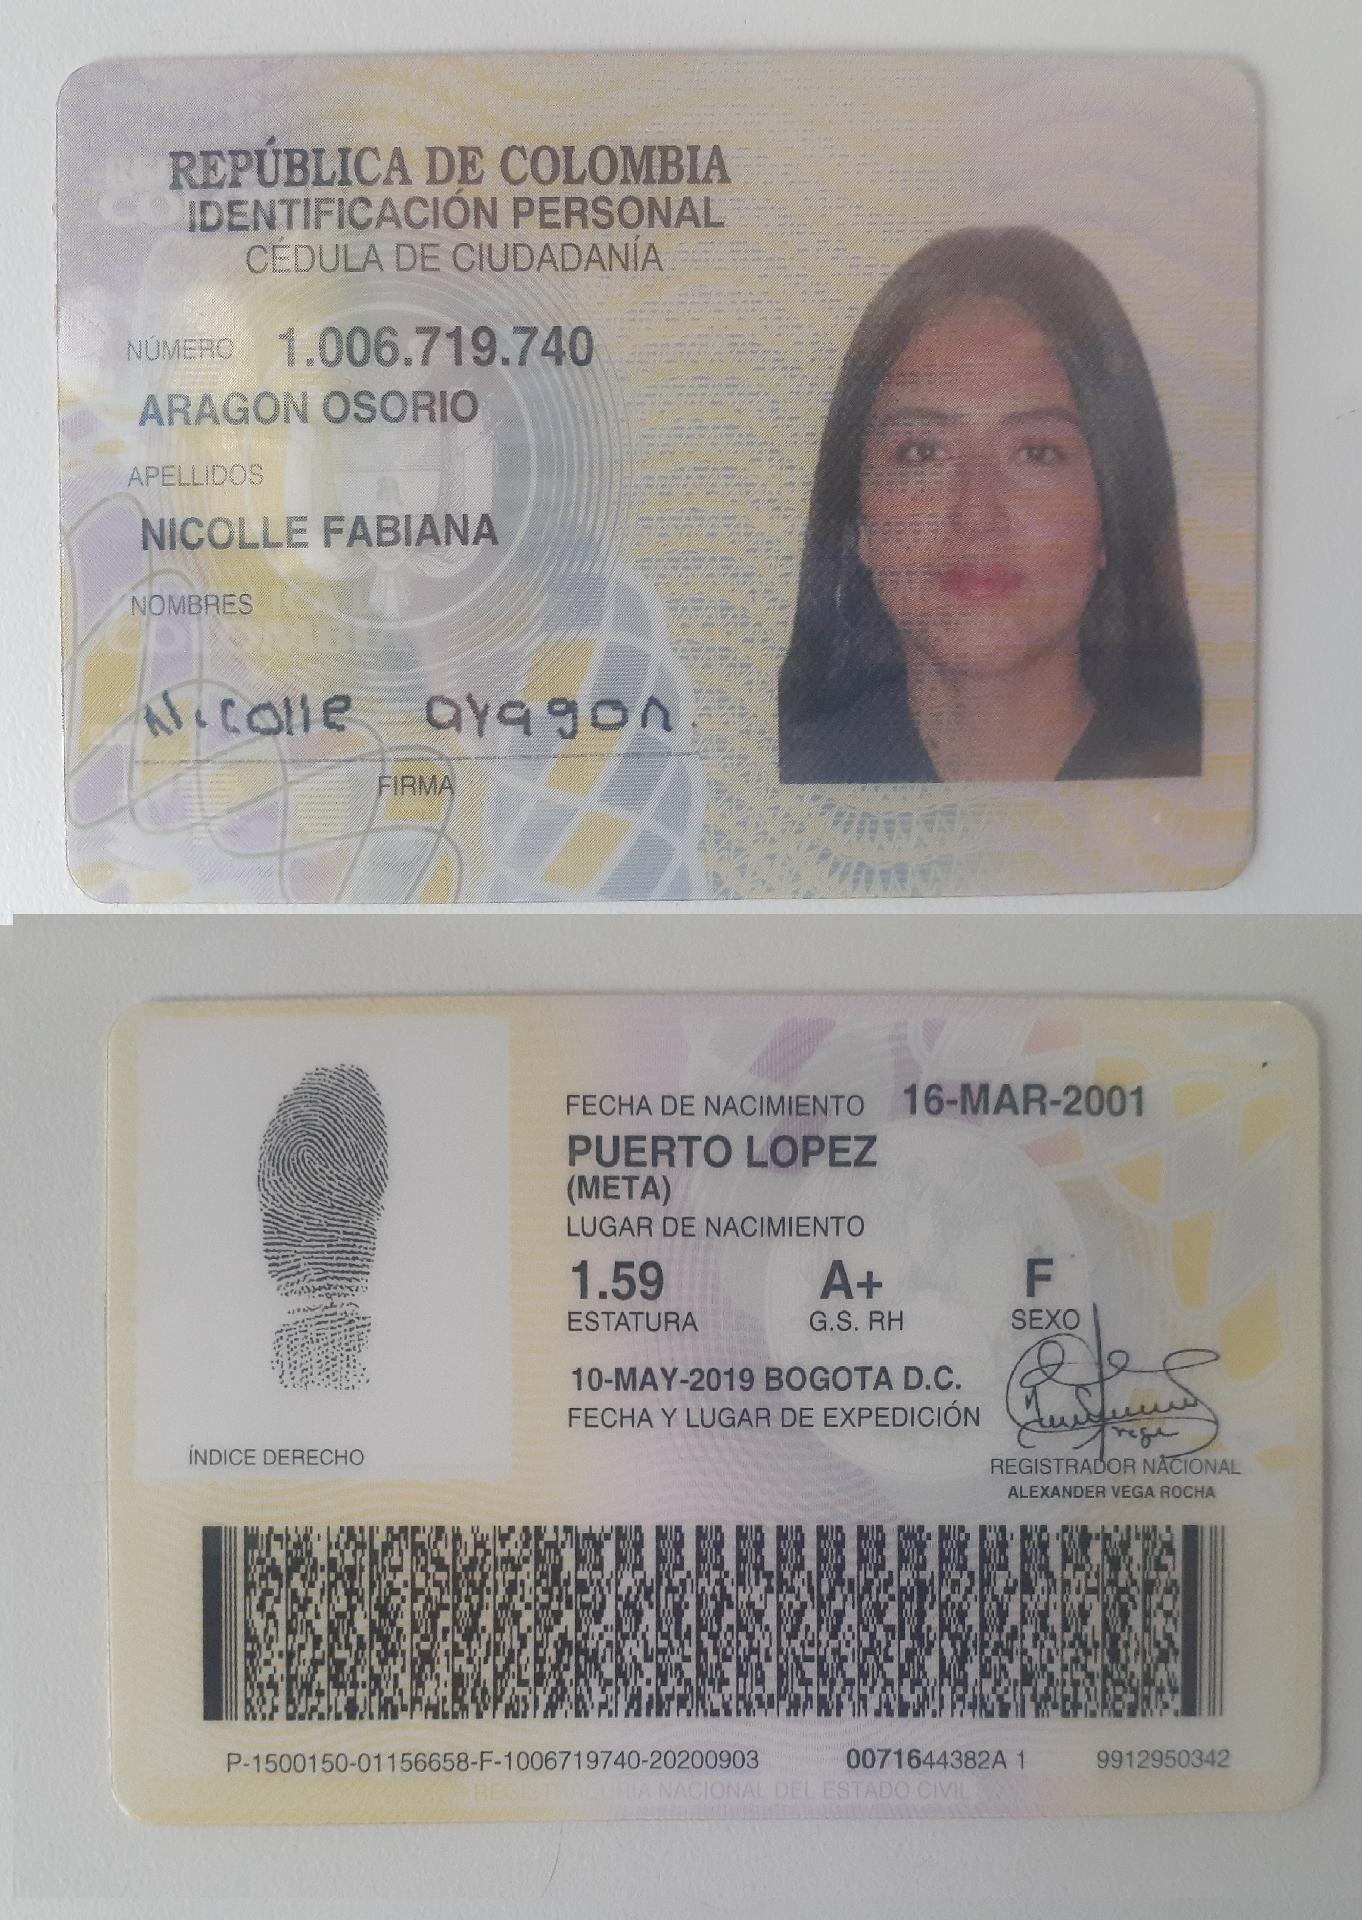 REPÚBLICA DE COLOMBIA
IDENTIFICACIÓN PERSONAL
CÉDULA DE CIUDADANÍA
NÚMERO 1.006.719.740
ARAGON OSORIO
APELLIDOS
NICOLLE FABIANA
NOMBRES
Nicolle aragon.
FIRMA
FECHA DE NACIMIENTO 16-MAR-2001
PUERTO LOPEZ
(META)
LUGAR DE NACIMIENTO
1.59 A+ F
ESTATURA G.S. RH SEXO
10-MAY-2019 BOGOTA D.C.
FECHA Y LUGAR DE EXPEDICIÓN
ÍNDICE DERECHO
REGISTRADOR NACIONAL
ALEXANDER VEGA ROCHA
P-1500150-01156658-F-1006719740-20200903 0071644382A 1 9912950342
REGISTRADURIA NACIONAL DEL ESTADO CIVIL